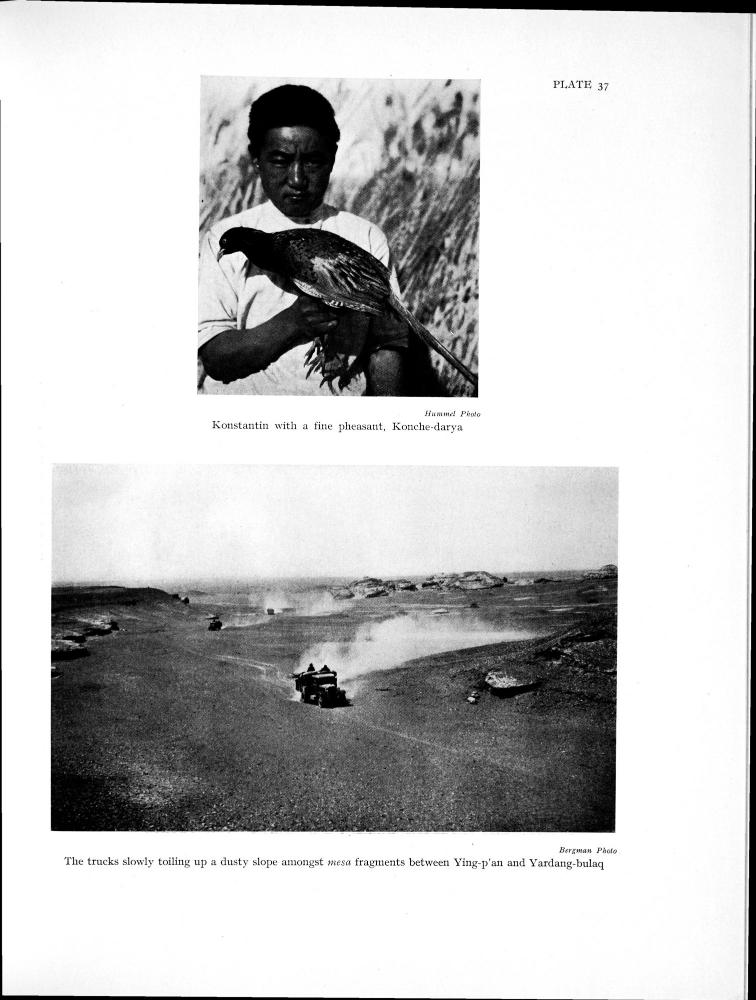 PLATE 37
Hummel Photo
Konstantin with a fine pheasant, Konche-darya
Bergman Photo
The trucks slowly toiling up a dusty slope amongst mesa fragments between Ying-p'an and Yardang-bulaq